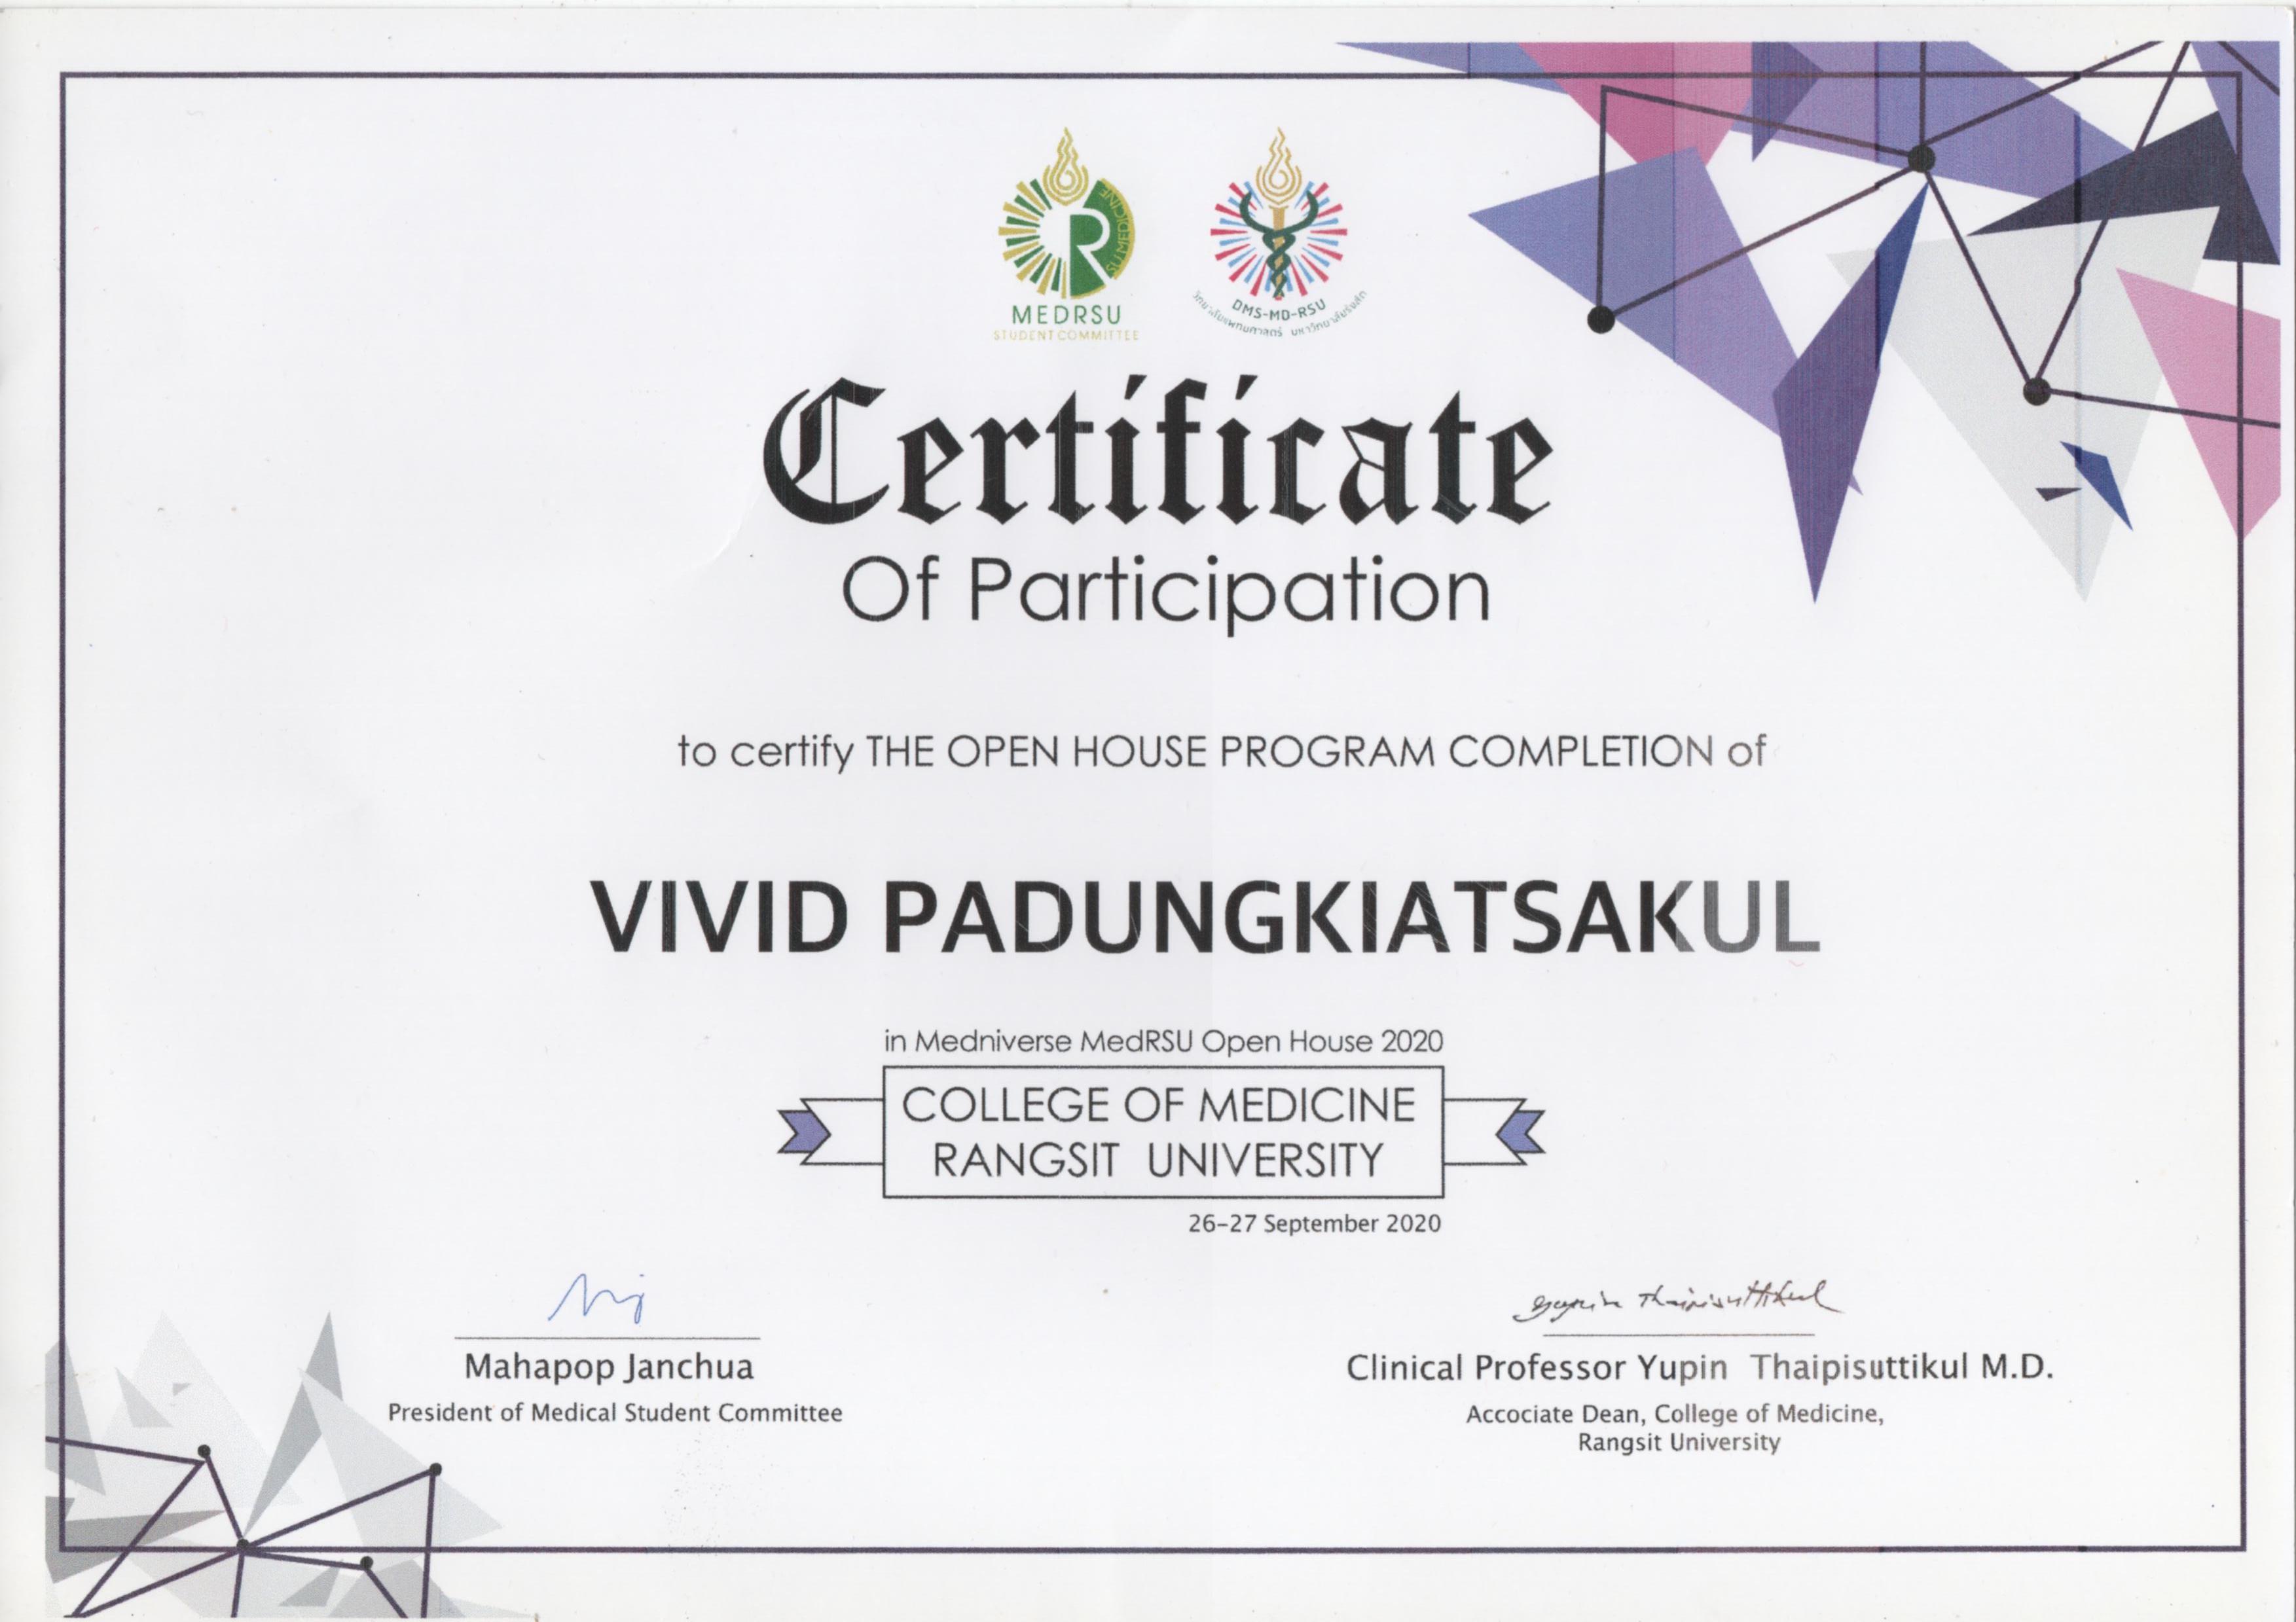 SU MEDICINE
MEDRSU
STUDENT COMMITTEE
DMS-MD-RSU
วิทยาลัยแพทยศาสตร์ มหาวิทยาลัยรังสิต
Certificate
Of Participation
to certify THE OPEN HOUSE PROGRAM COMPLETION of
VIVID PADUNGKIATSAKUL
in Medniverse MedRSU Open House 2020
COLLEGE OF MEDICINE
RANGSIT UNIVERSITY
26-27 September 2020
Yupin Thaipisuttikul
Mahapop Janchua
President of Medical Student Committee
Clinical Professor Yupin Thaipisuttikul M.D.
Accociate Dean, College of Medicine,
Rangsit University